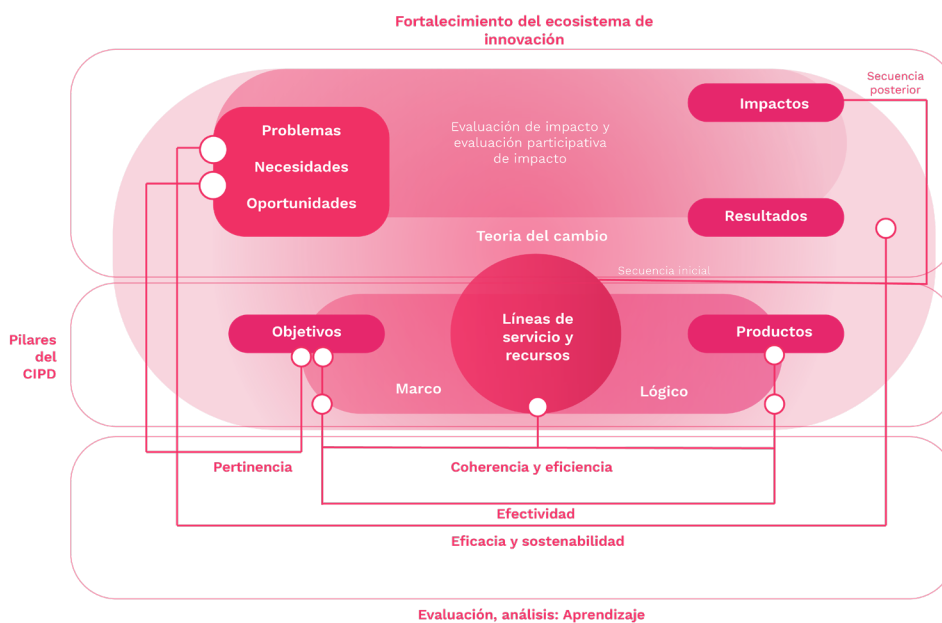 Fortalecimiento del ecosistema de
innovación
Secuencia
posterior
Impactos
Problemas
Necesidades
Oportunidades
Evaluación de impacto y
evaluación participativa
de impacto
Resultados
Teoria del cambio
Secuencia inicial
Pilares
del
CIPD
Objetivos
Líneas de
servicio y
recursos
Productos
Marco
Lógico
Pertinencia
Coherencia y eficiencia
Efectividad
Eficacia y sostenabilidad
Evaluación, análisis: Aprendizaje